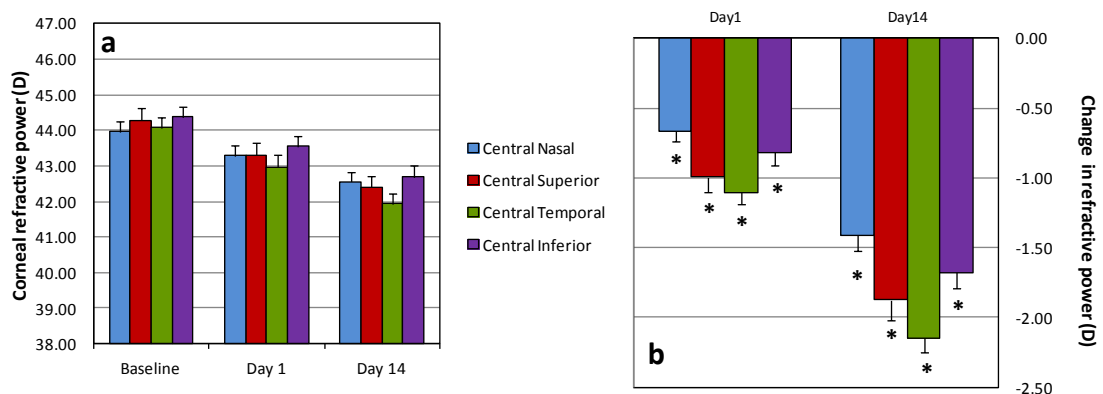 a
Corneal refractive power (D)
47.00
46.00
45.00
44.00
43.00
42.00
41.00
40.00
39.00
38.00
Baseline
Day 1
Day 14
Central Nasal
Central Superior
Central Temporal
Central Inferior
b
Day1
Day14
0.00
-0.50
-1.00
-1.50
-2.00
-2.50
Change in refractive power (D)
*
*
*
*
*
*
*
*